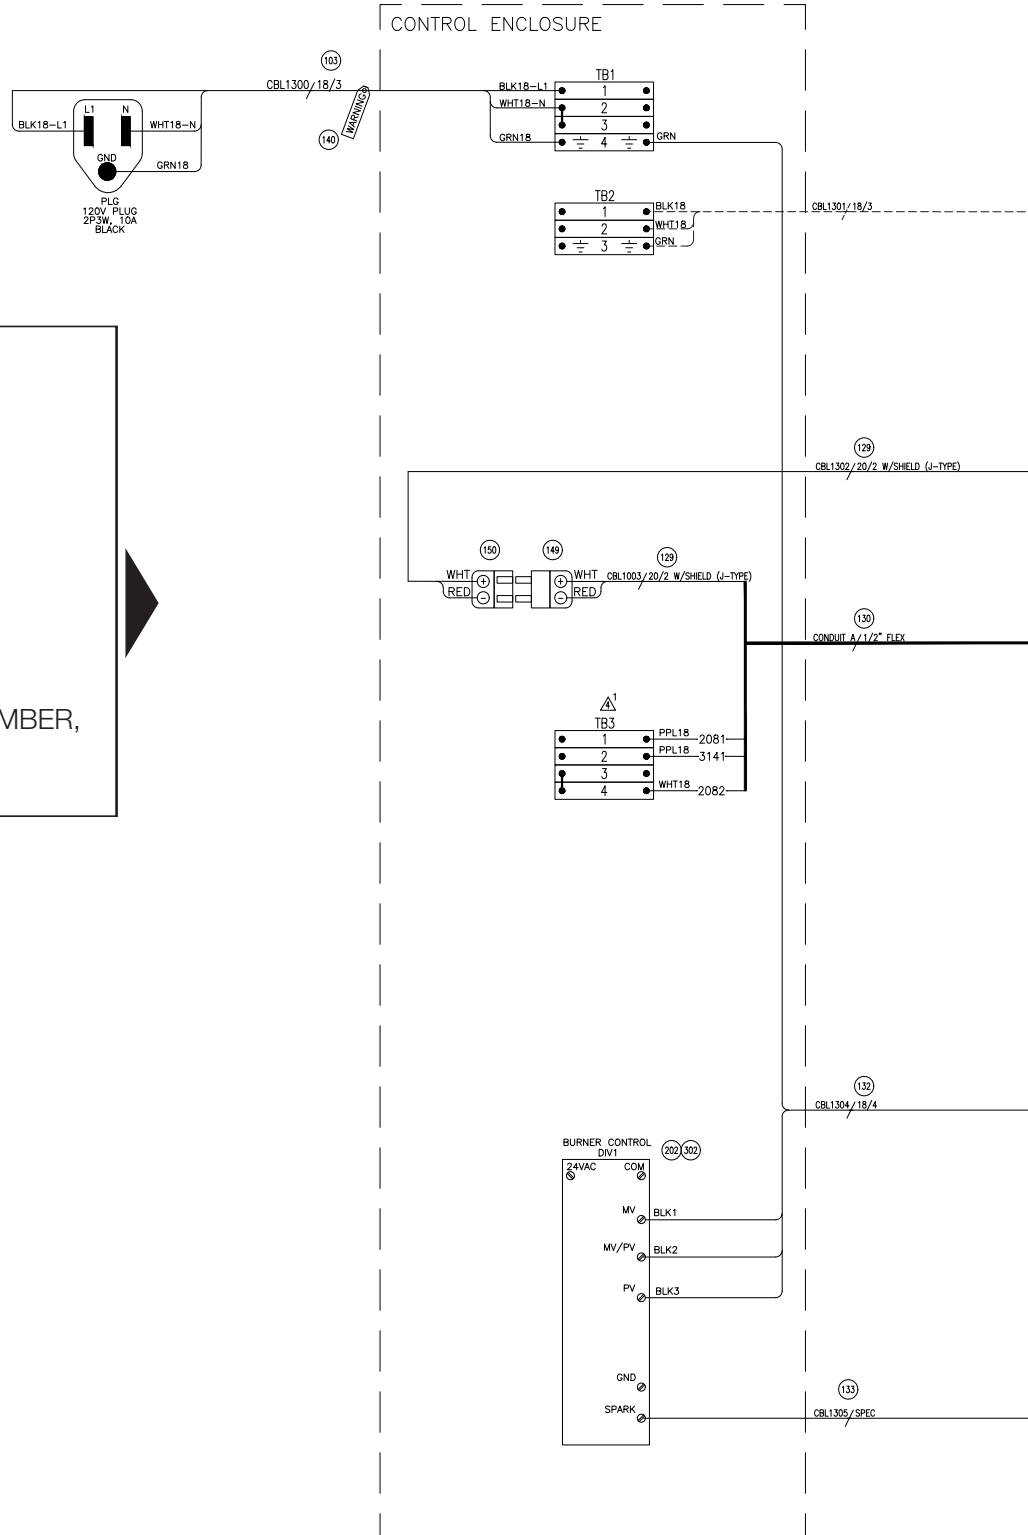 CONTROL ENCLOSURE
103
CBL1300/18/3
WARNING
140
BLK18-L1
WHT18-N
GRN18
TB1
1
2
3
4
GRN
L1
N
GND
BLK18-L1
WHT18-N
GRN18
PLG
120V PLUG
2P3W, 10A
BLACK
TB2
1
2
3
BLK18
WHT18
GRN
CBL1301/18/3
129
CBL1302/20/2 W/SHIELD (J-TYPE)
150
149
129
WHT
RED
+
-
+
-
WHT
RED
CBL1003/20/2 W/SHIELD (J-TYPE)
130
CONDUIT A/1/2" FLEX
MBER,
4
1
TB3
1
2
3
4
PPL18
2081
PPL18
3141
WHT18
2082
132
CBL1304/18/4
BURNER CONTROL
DIV1
202
302
24VAC
COM
MV
BLK1
MV/PV
BLK2
PV
BLK3
GND
SPARK
133
CBL1305/SPEC